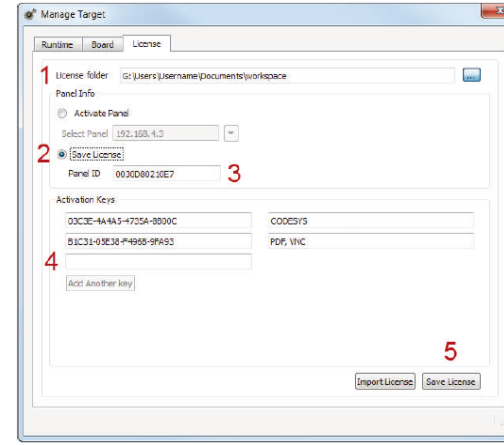 Manage Target
Runtime Board License
1 License folder G:\Users\Username\Documents\workspace ...
Panel Info
Activate Panel
Select Panel 192.168.4.3
2 Save License
Panel ID 0030D80210E7 3
Activation Keys
03C3E-4A4A5-4735A-8800C CODESYS
B1C31-05E38-F496B-9FA93 PDF, VNC
4
Add Another key
5
Import License Save License